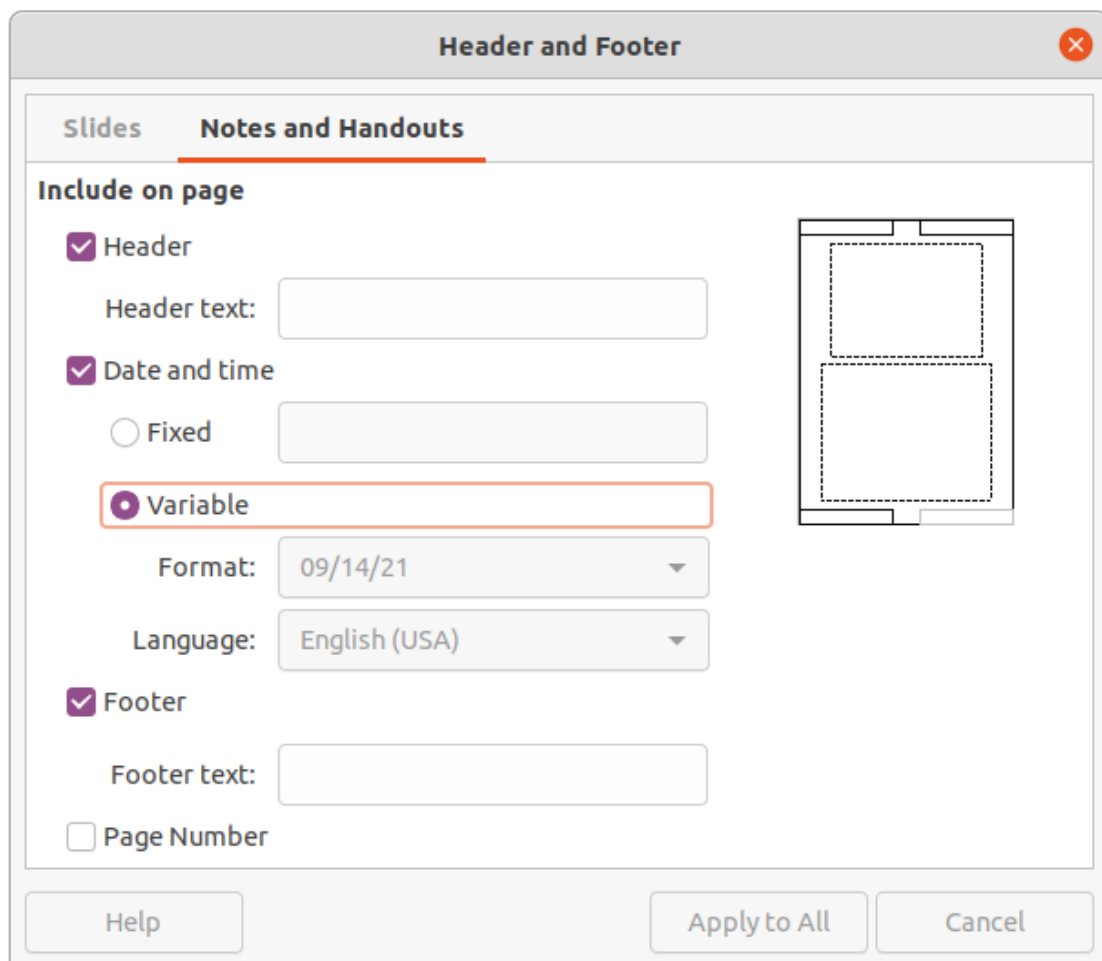 Header and Footer
Slides Notes and Handouts
Include on page
Header
Header text:
Date and time
Fixed
Variable
Format: 09/14/21
Language: English (USA)
Footer
Footer text:
Page Number
Help Apply to All Cancel